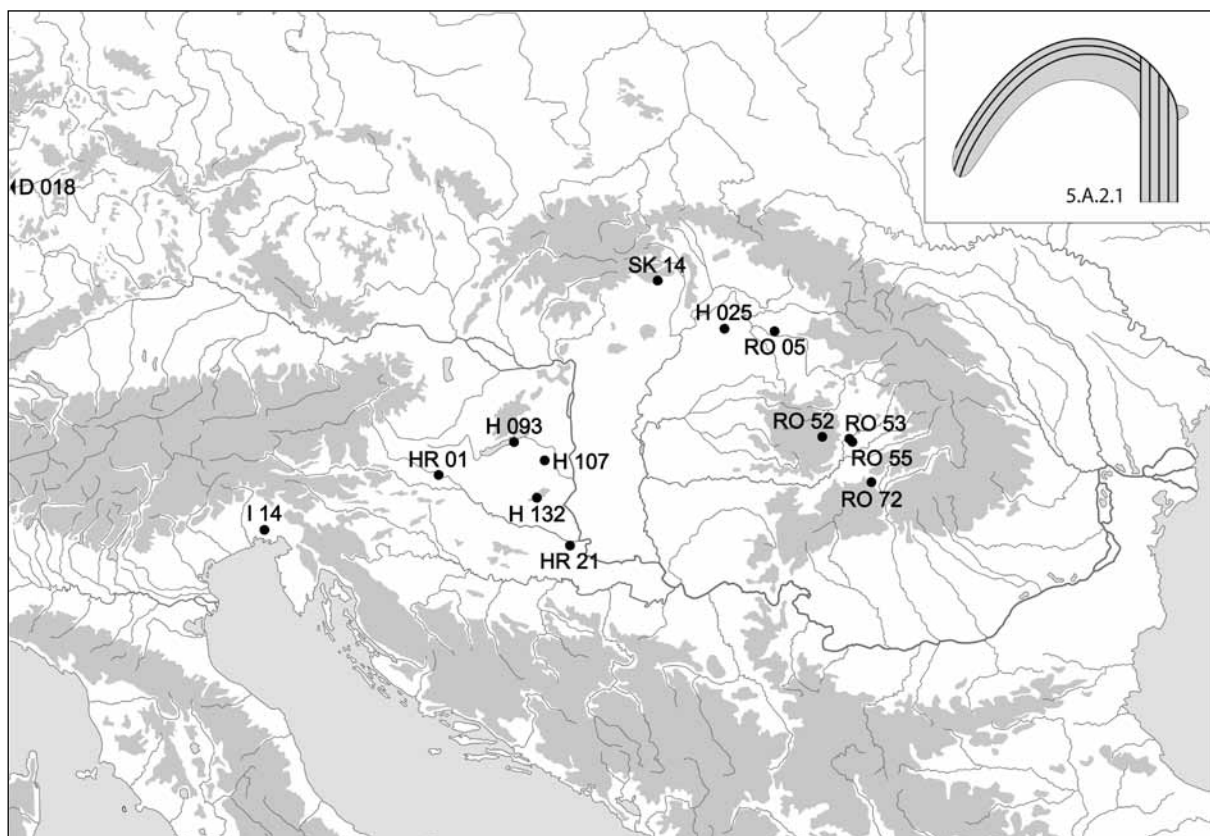 5.A.2.1
D 018
SK 14
H 025
RO 05
RO 52
RO 53
RO 55
H 093
H 107
HR 01
RO 72
H 132
I 14
HR 21